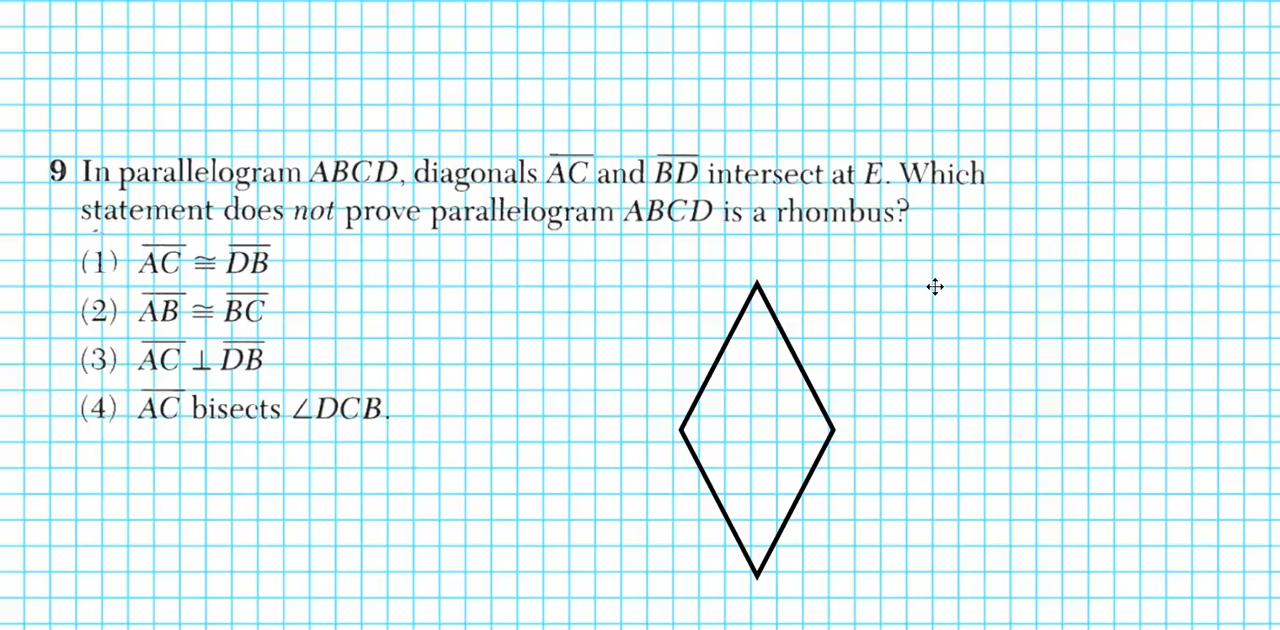 9 In parallelogram ABCD, diagonals AC and BD intersect at E. Which
statement does not prove parallelogram ABCD is a rhombus?
(1) AC ≅ DB
(2) AB ≅ BC
(3) AC ⊥ DB
(4) AC bisects ∠DCB.